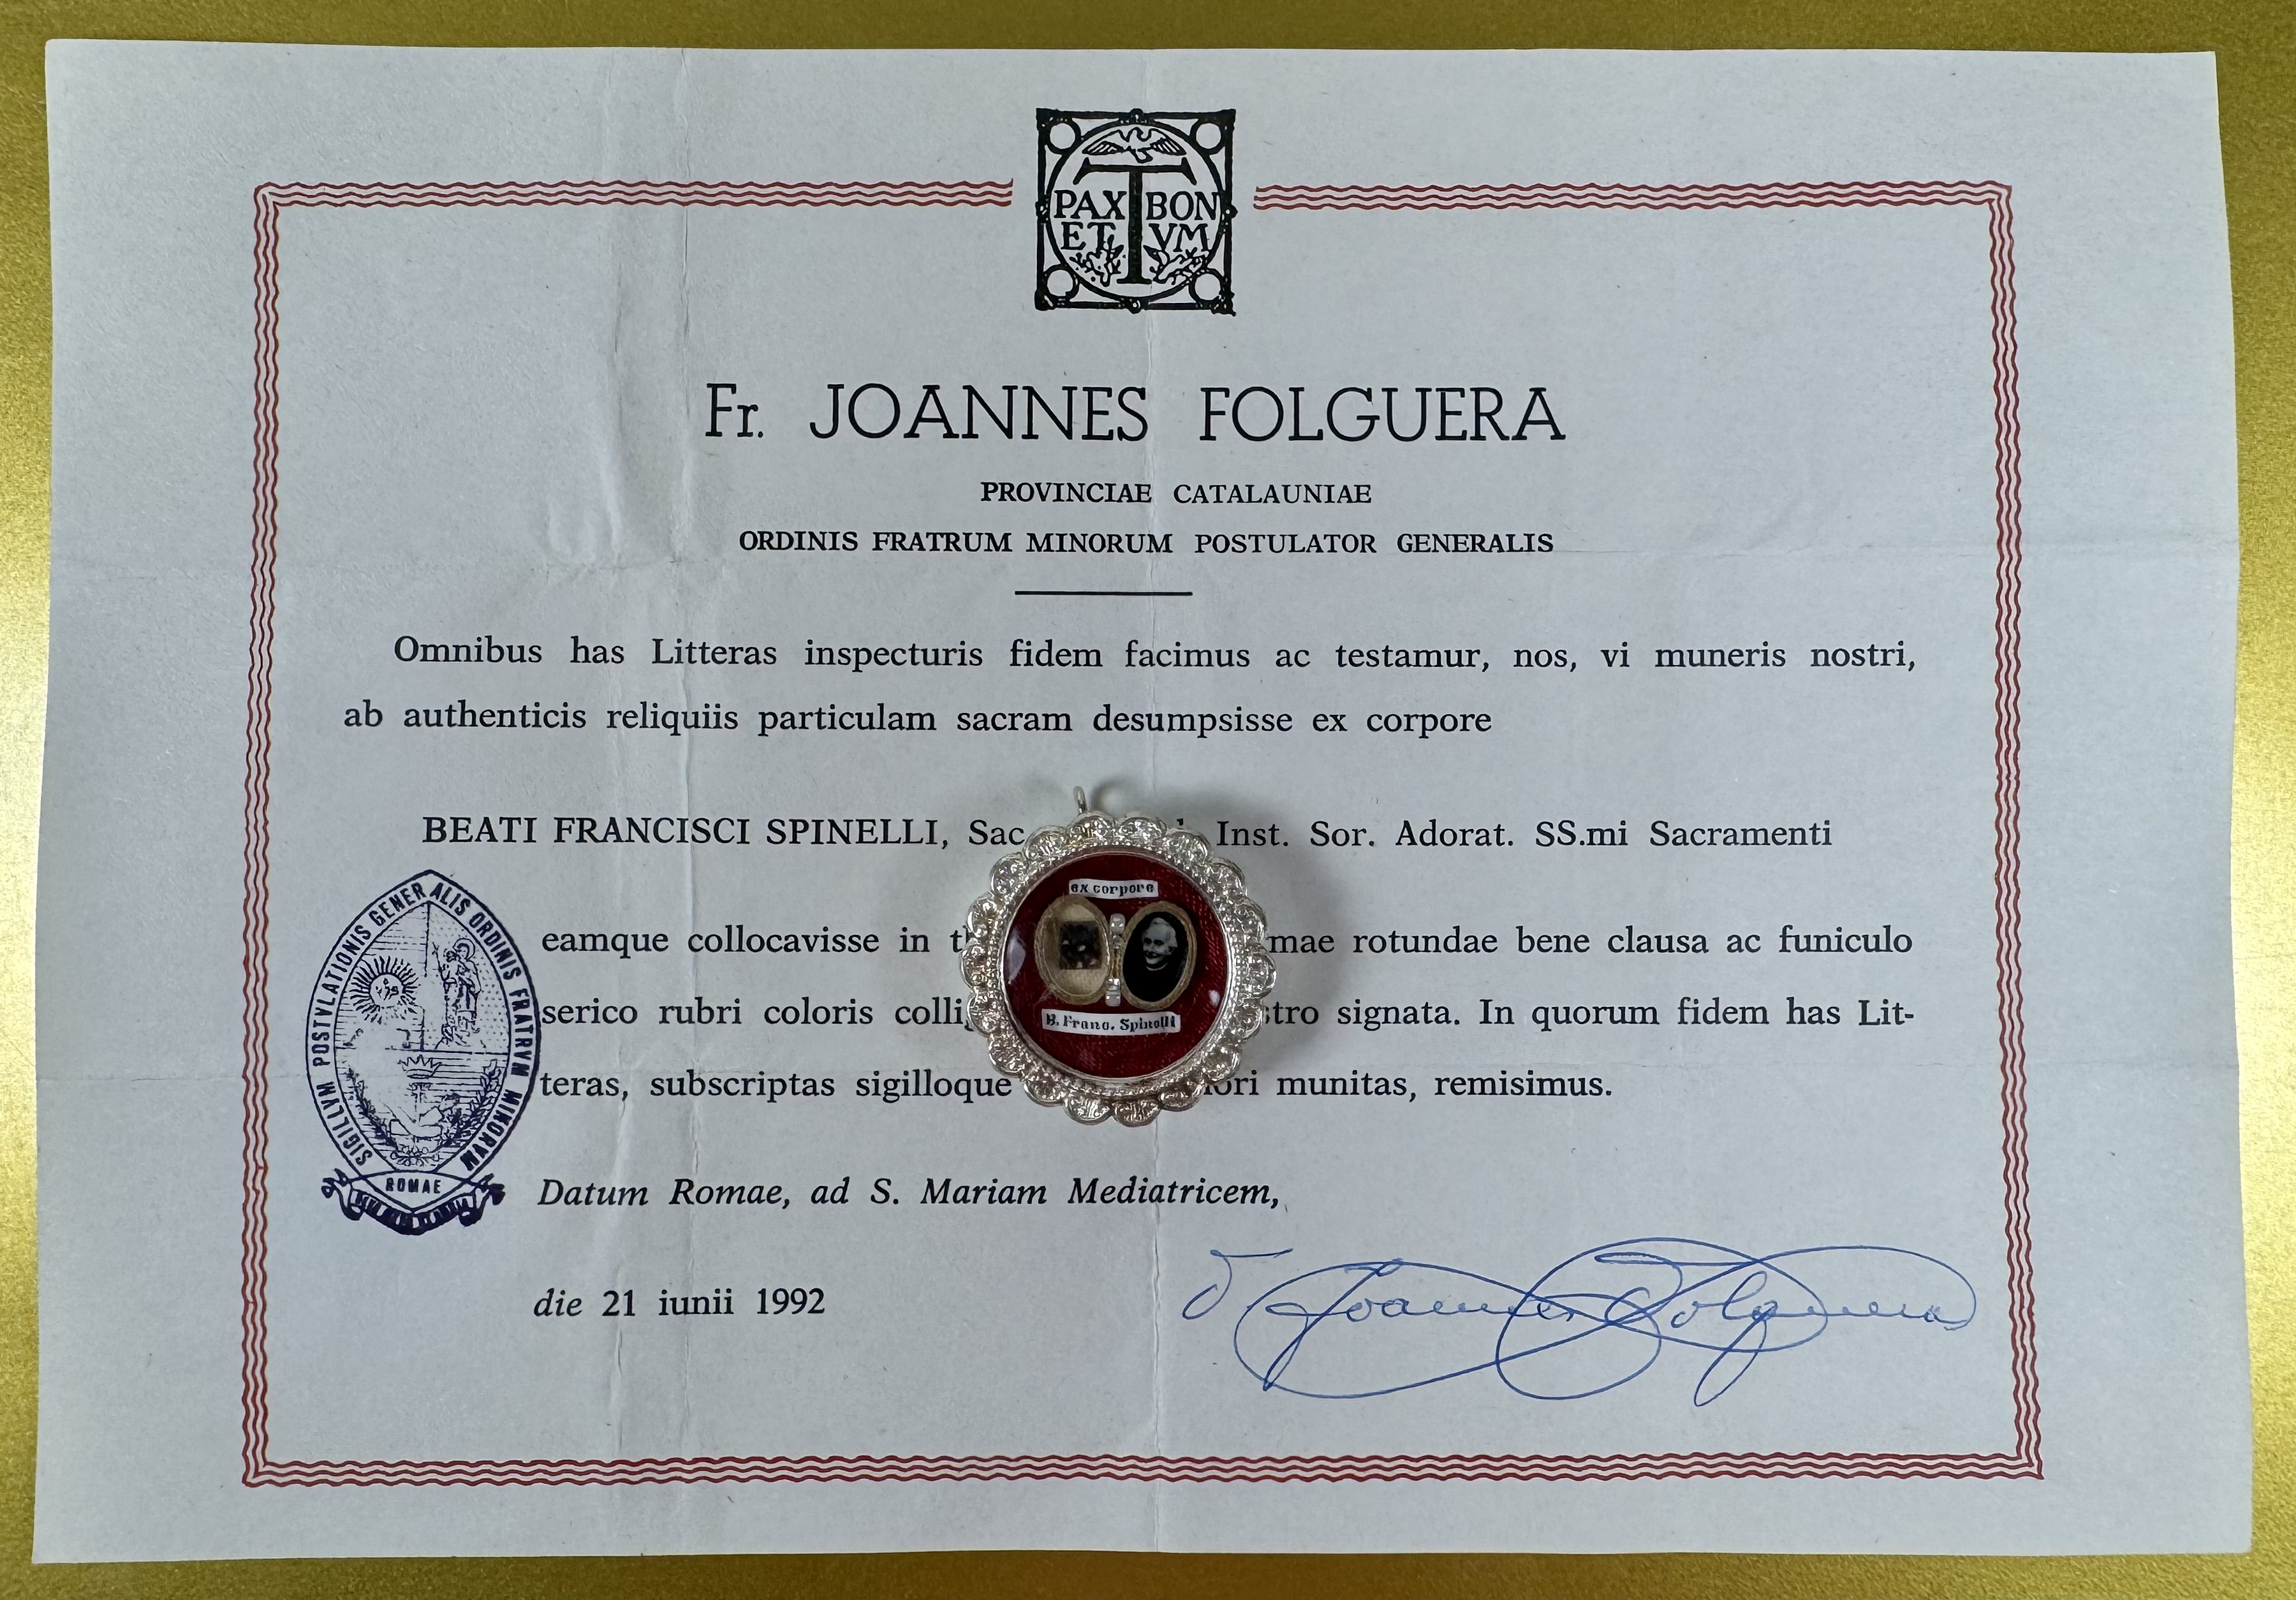 PAX ET BONVM
Fr. JOANNES FOLGUERA
PROVINCIAE CATALAUNIAE
ORDINIS FRATRUM MINORUM POSTULATOR GENERALIS
Omnibus has Litteras inspecturis fidem facimus ac testamur, nos, vi muneris nostri,
ab authenticis reliquiis particulam sacram desumpsisse ex corpore
BEATI FRANCISCI SPINELLI, Sac Inst. Sor. Adorat. SS.mi Sacramenti
ex corpore
B. Franc. Spinelli
eamque collocavisse in mae rotundae bene clausa ac funiculo
serico rubri coloris stro signata. In quorum fidem has Lit-
teras, subscriptas sigilloque ori munitas, remisimus.
SIGILLVM POSTVLATIONIS GENERALIS ORDINIS FRATRVM MINORVM
ROMAE
Datum Romae, ad S. Mariam Mediatricem,
die 21 iunii 1992
Joannes Folguera